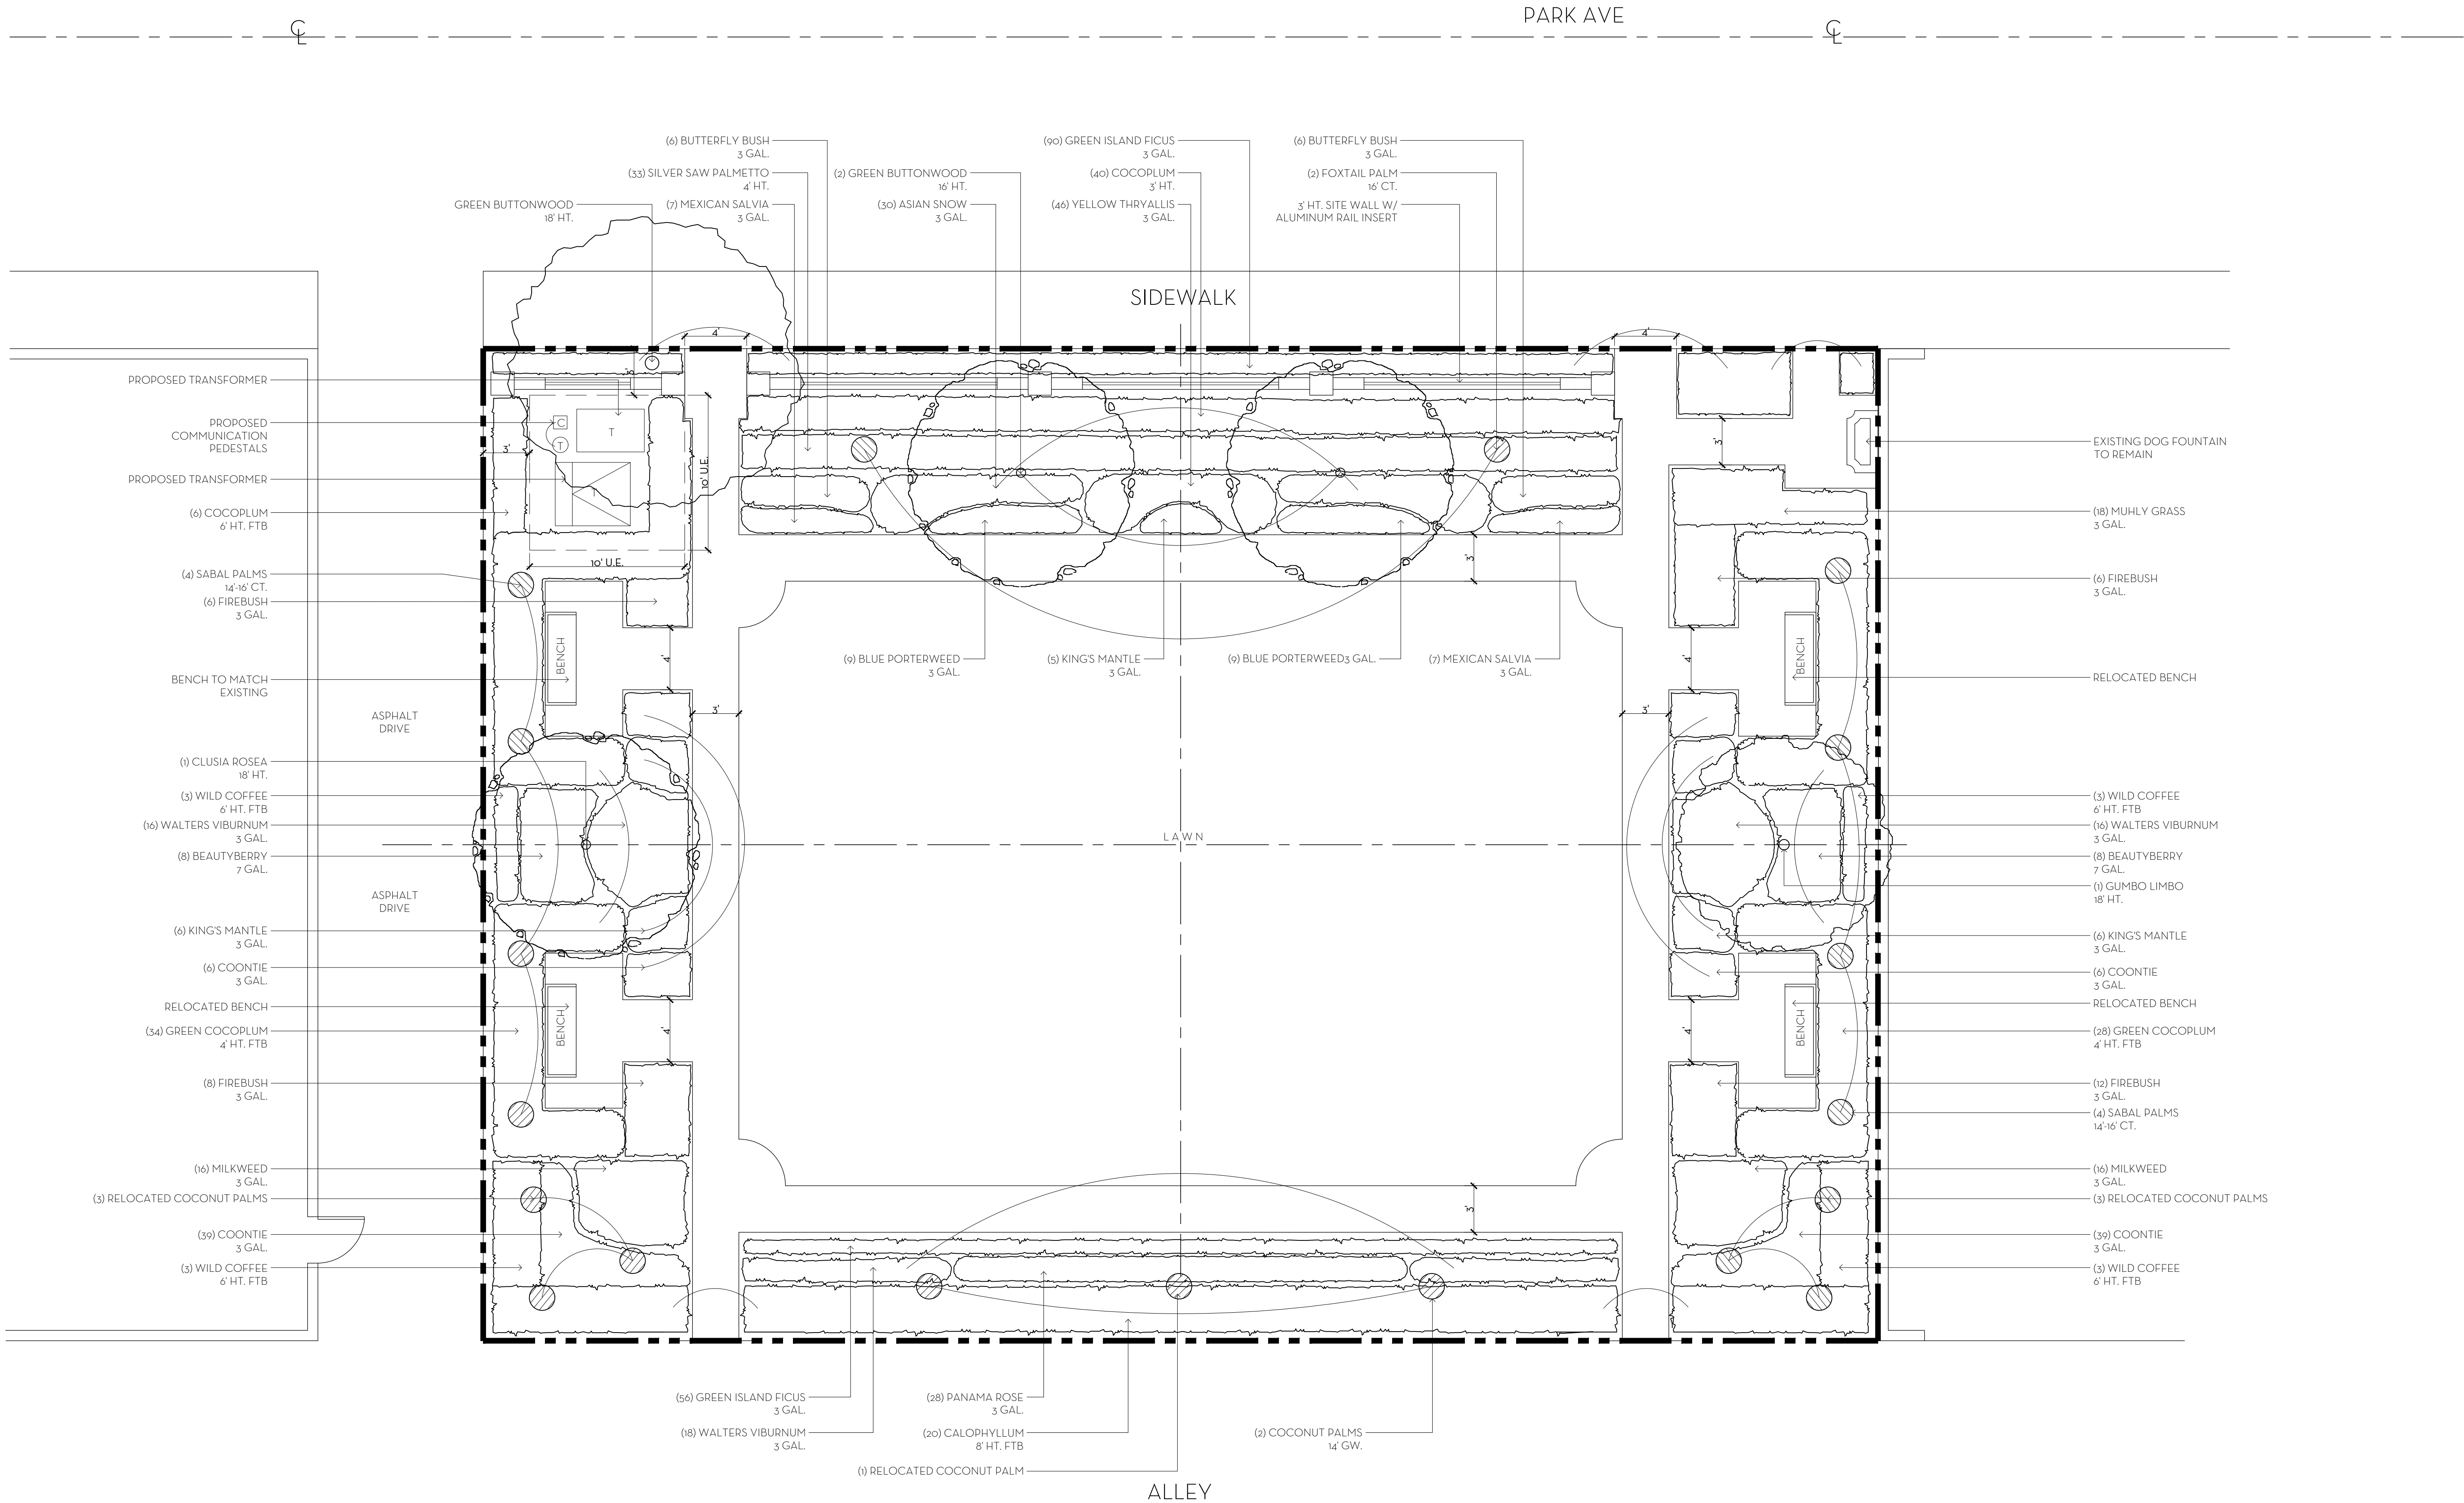 PARK AVE
CL
CL
(6) BUTTERFLY BUSH
3 GAL.
(90) GREEN ISLAND FICUS
3 GAL.
(6) BUTTERFLY BUSH
3 GAL.
(33) SILVER SAW PALMETTO
4' HT.
(2) GREEN BUTTONWOOD
16' HT.
(40) COCOPLUM
3' HT.
(2) FOXTAIL PALM
16' CT.
GREEN BUTTONWOOD
18' HT.
(7) MEXICAN SALVIA
3 GAL.
(30) ASIAN SNOW
3 GAL.
(46) YELLOW THRYALLIS
3 GAL.
3' HT. SITE WALL W/
ALUMINUM RAIL INSERT
SIDEWALK
4'
4'
PROPOSED TRANSFORMER
PROPOSED
COMMUNICATION
PEDESTALS
C
T
T
3'
3'
EXISTING DOG FOUNTAIN
TO REMAIN
PROPOSED TRANSFORMER
T
10' U.E.
(6) COCOPLUM
6' HT. FTB
(18) MUHLY GRASS
3 GAL.
3'
10' U.E.
(4) SABAL PALMS
14'-16' CT.
(6) FIREBUSH
3 GAL.
(6) FIREBUSH
3 GAL.
BENCH
4'
(9) BLUE PORTERWEED
3 GAL.
(5) KING'S MANTLE
3 GAL.
(9) BLUE PORTERWEED3 GAL.
(7) MEXICAN SALVIA
3 GAL.
4'
BENCH
BENCH TO MATCH
EXISTING
RELOCATED BENCH
ASPHALT
DRIVE
3'
3'
(1) CLUSIA ROSEA
18' HT.
(3) WILD COFFEE
6' HT. FTB
(3) WILD COFFEE
6' HT. FTB
(16) WALTERS VIBURNUM
3 GAL.
LAWN
(16) WALTERS VIBURNUM
3 GAL.
(8) BEAUTYBERRY
7 GAL.
(8) BEAUTYBERRY
7 GAL.
ASPHALT
DRIVE
(1) GUMBO LIMBO
18' HT.
(6) KING'S MANTLE
3 GAL.
(6) KING'S MANTLE
3 GAL.
(6) COONTIE
3 GAL.
(6) COONTIE
3 GAL.
RELOCATED BENCH
RELOCATED BENCH
BENCH
4'
4'
BENCH
(34) GREEN COCOPLUM
4' HT. FTB
(28) GREEN COCOPLUM
4' HT. FTB
(8) FIREBUSH
3 GAL.
(12) FIREBUSH
3 GAL.
(4) SABAL PALMS
14'-16' CT.
(16) MILKWEED
3 GAL.
(16) MILKWEED
3 GAL.
(3) RELOCATED COCONUT PALMS
3'
(3) RELOCATED COCONUT PALMS
(39) COONTIE
3 GAL.
(39) COONTIE
3 GAL.
(3) WILD COFFEE
6' HT. FTB
(3) WILD COFFEE
6' HT. FTB
(56) GREEN ISLAND FICUS
3 GAL.
(28) PANAMA ROSE
3 GAL.
(18) WALTERS VIBURNUM
3 GAL.
(20) CALOPHYLLUM
8' HT. FTB
(2) COCONUT PALMS
14' GW.
(1) RELOCATED COCONUT PALM
ALLEY